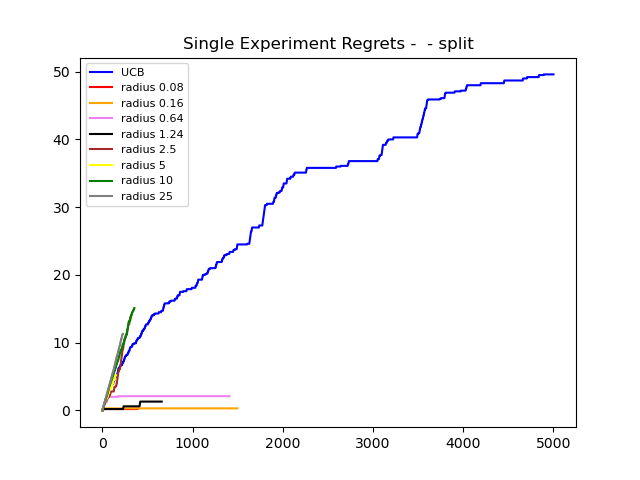 Single Experiment Regrets -  - split
50
40
30
20
10
0
UCB
radius 0.08
radius 0.16
radius 0.64
radius 1.24
radius 2.5
radius 5
radius 10
radius 25
0 1000 2000 3000 4000 5000